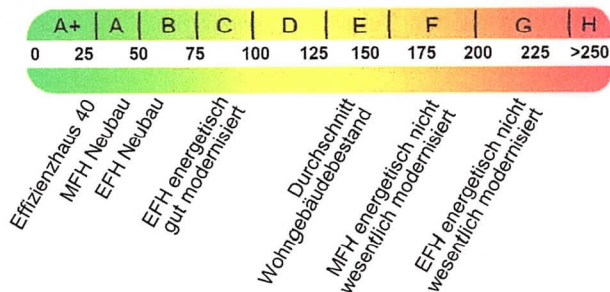 A+ A B C D E F G H
0 25 50 75 100 125 150 175 200 225 >250
Effizienzhaus 40
MFH Neubau
EFH Neubau
EFH energetisch
gut modernisiert
Durchschnitt
Wohngebäudebestand
MFH energetisch nicht
wesentlich modernisiert
EFH energetisch nicht
wesentlich modernisiert